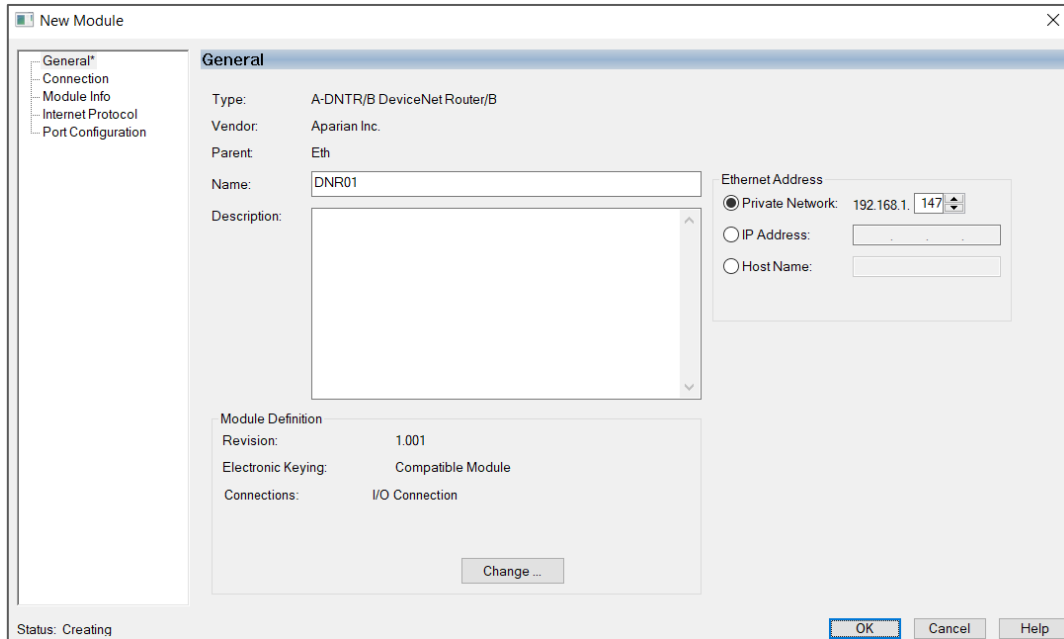 New Module
General*
Connection
Module Info
Internet Protocol
Port Configuration
General
Type: A-DNTR/B DeviceNet Router/B
Vendor: Aparian Inc.
Parent: Eth
Name: DNR01
Description:
Ethernet Address
Private Network: 192.168.1. 147
IP Address: . . .
Host Name:
Module Definition
Revision: 1.001
Electronic Keying: Compatible Module
Connections: I/O Connection
Change ...
Status: Creating
OK Cancel Help